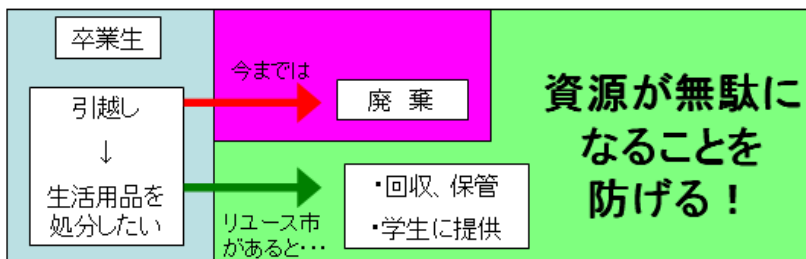 卒業生
引越し
↓
生活用品を
処分したい
今までは
廃 棄
リユース市
があると…
・回収、保管
・学生に提供
資源が無駄に
なることを
防げる！